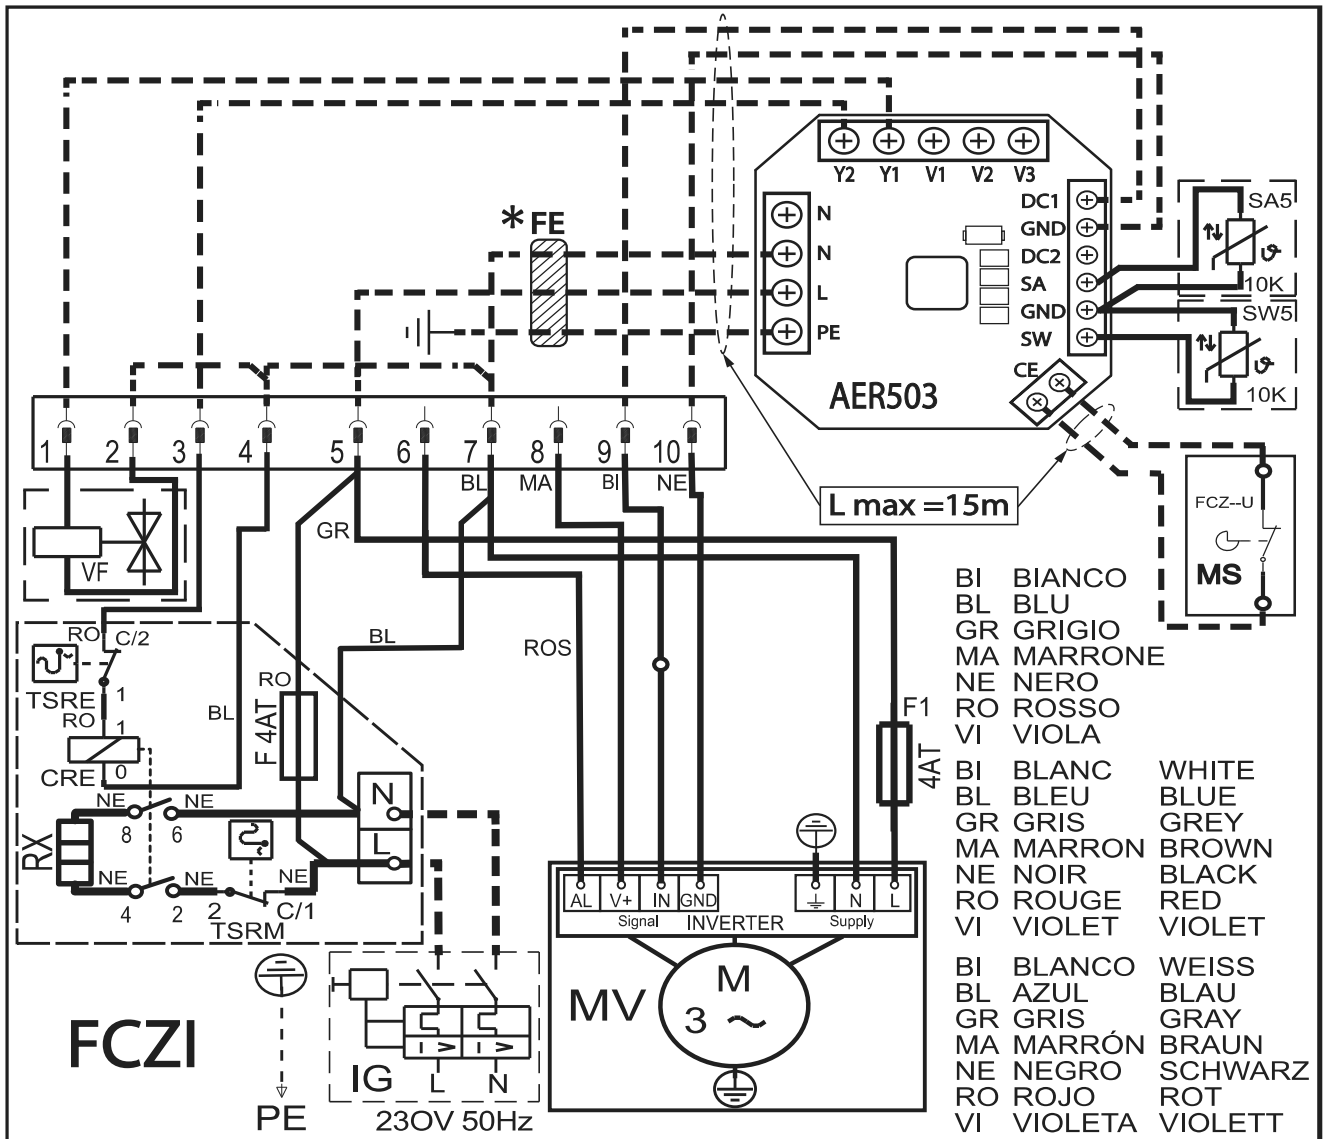 Y2 Y1 V1 V2 V3
N
N
L
PE
DC1
GND
DC2
SA
GND
SW
CE
AER503
* FE
SA5
ϑ
10K
SW5
ϑ
10K
1 2 3 4 5 6 7 8 9 10
BL MA BI NE
GR
L max =15m
FCZ--U
MS
VF
RO C/2
TSRE 1
RO 1
CRE 0
BL
BL
RO
F 4AT
ROS
F1
4AT
NE NE
8 6
RX
NE NE NE
4 2 2 C/1
TSRM
N
L
AL V+ IN GND N L
Signal INVERTER Supply
MV
M
3 ~
FCZI
PE
I > I >
IG L N
230V 50Hz
BI BIANCO
BL BLU
GR GRIGIO
MA MARRONE
NE NERO
RO ROSSO
VI VIOLA
BI BLANC WHITE
BL BLEU BLUE
GR GRIS GREY
MA MARRON BROWN
NE NOIR BLACK
RO ROUGE RED
VI VIOLET VIOLET
BI BLANCO WEISS
BL AZUL BLAU
GR GRIS GRAY
MA MARRÓN BRAUN
NE NEGRO SCHWARZ
RO ROJO ROT
VI VIOLETA VIOLETT